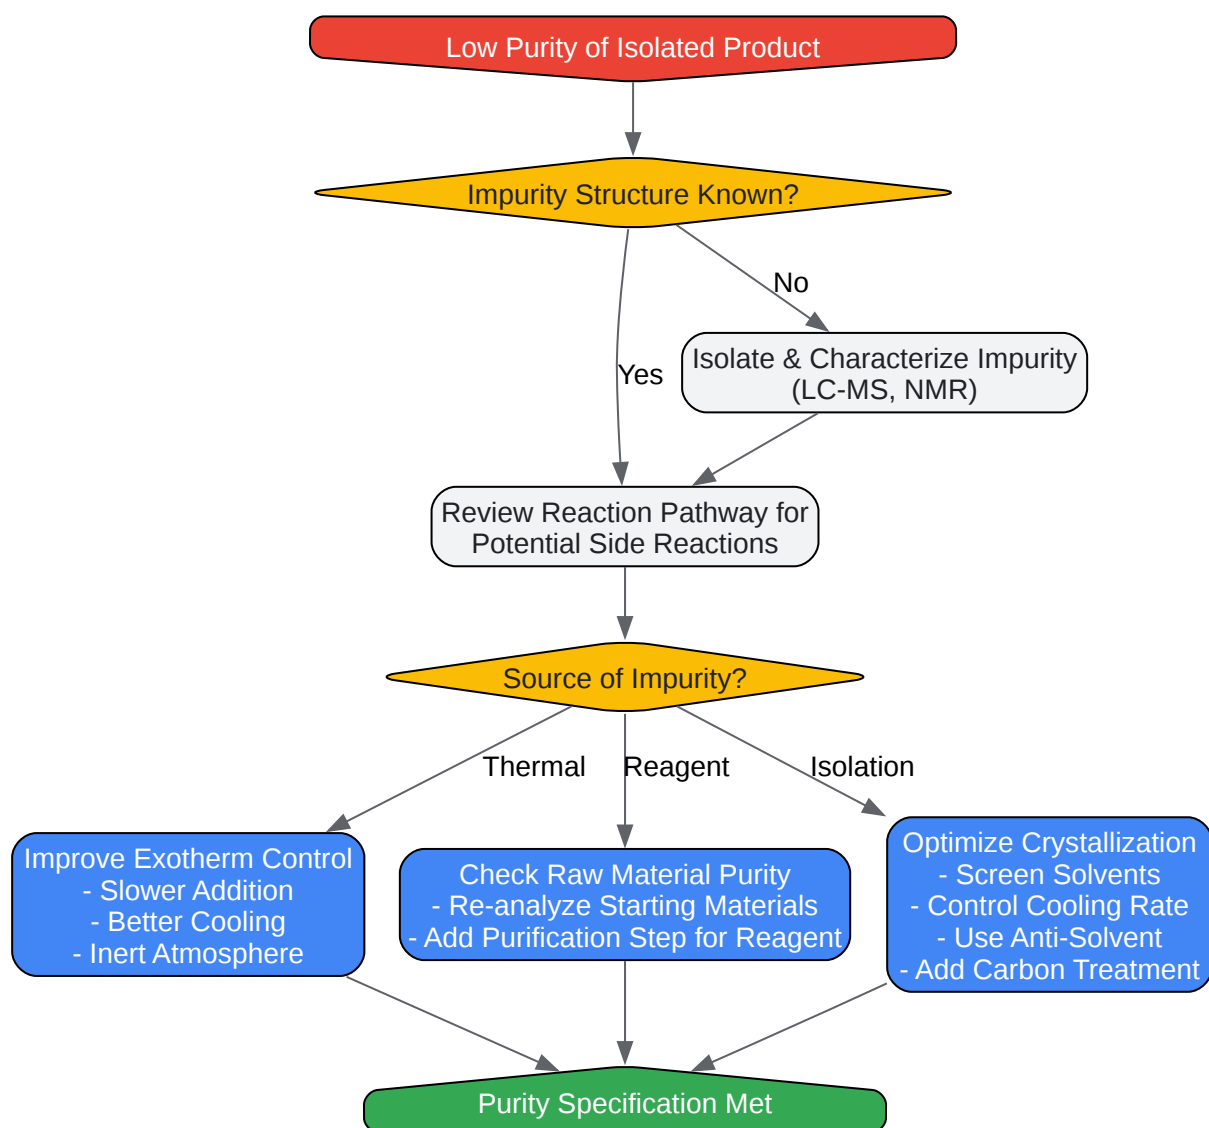 Low Purity of Isolated Product
Impurity Structure Known?
No
Yes
Isolate & Characterize Impurity
(LC-MS, NMR)
Review Reaction Pathway for
Potential Side Reactions
Source of Impurity?
Thermal
Reagent
Isolation
Improve Exotherm Control
- Slower Addition
- Better Cooling
- Inert Atmosphere
Check Raw Material Purity
- Re-analyze Starting Materials
- Add Purification Step for Reagent
Optimize Crystallization
- Screen Solvents
- Control Cooling Rate
- Use Anti-Solvent
- Add Carbon Treatment
Purity Specification Met